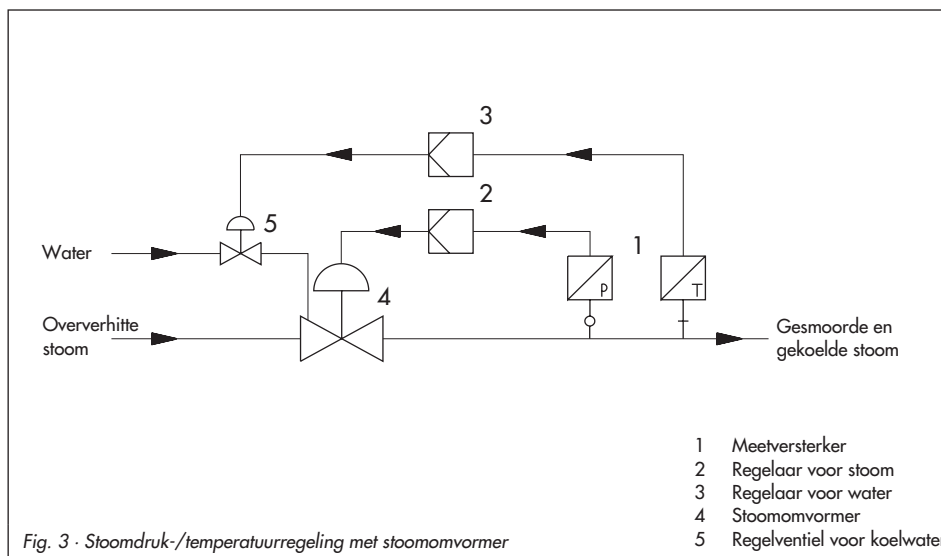 3
2
5
1
Water
P
T
4
Oververhitte
stoom
Gesmoorde en
gekoelde stoom
1 Meetversterker
2 Regelaar voor stoom
3 Regelaar voor water
4 Stoomomvormer
5 Regelventiel voor koelwater
Fig. 3 · Stoomdruk-/temperatuurregeling met stoomomvormer